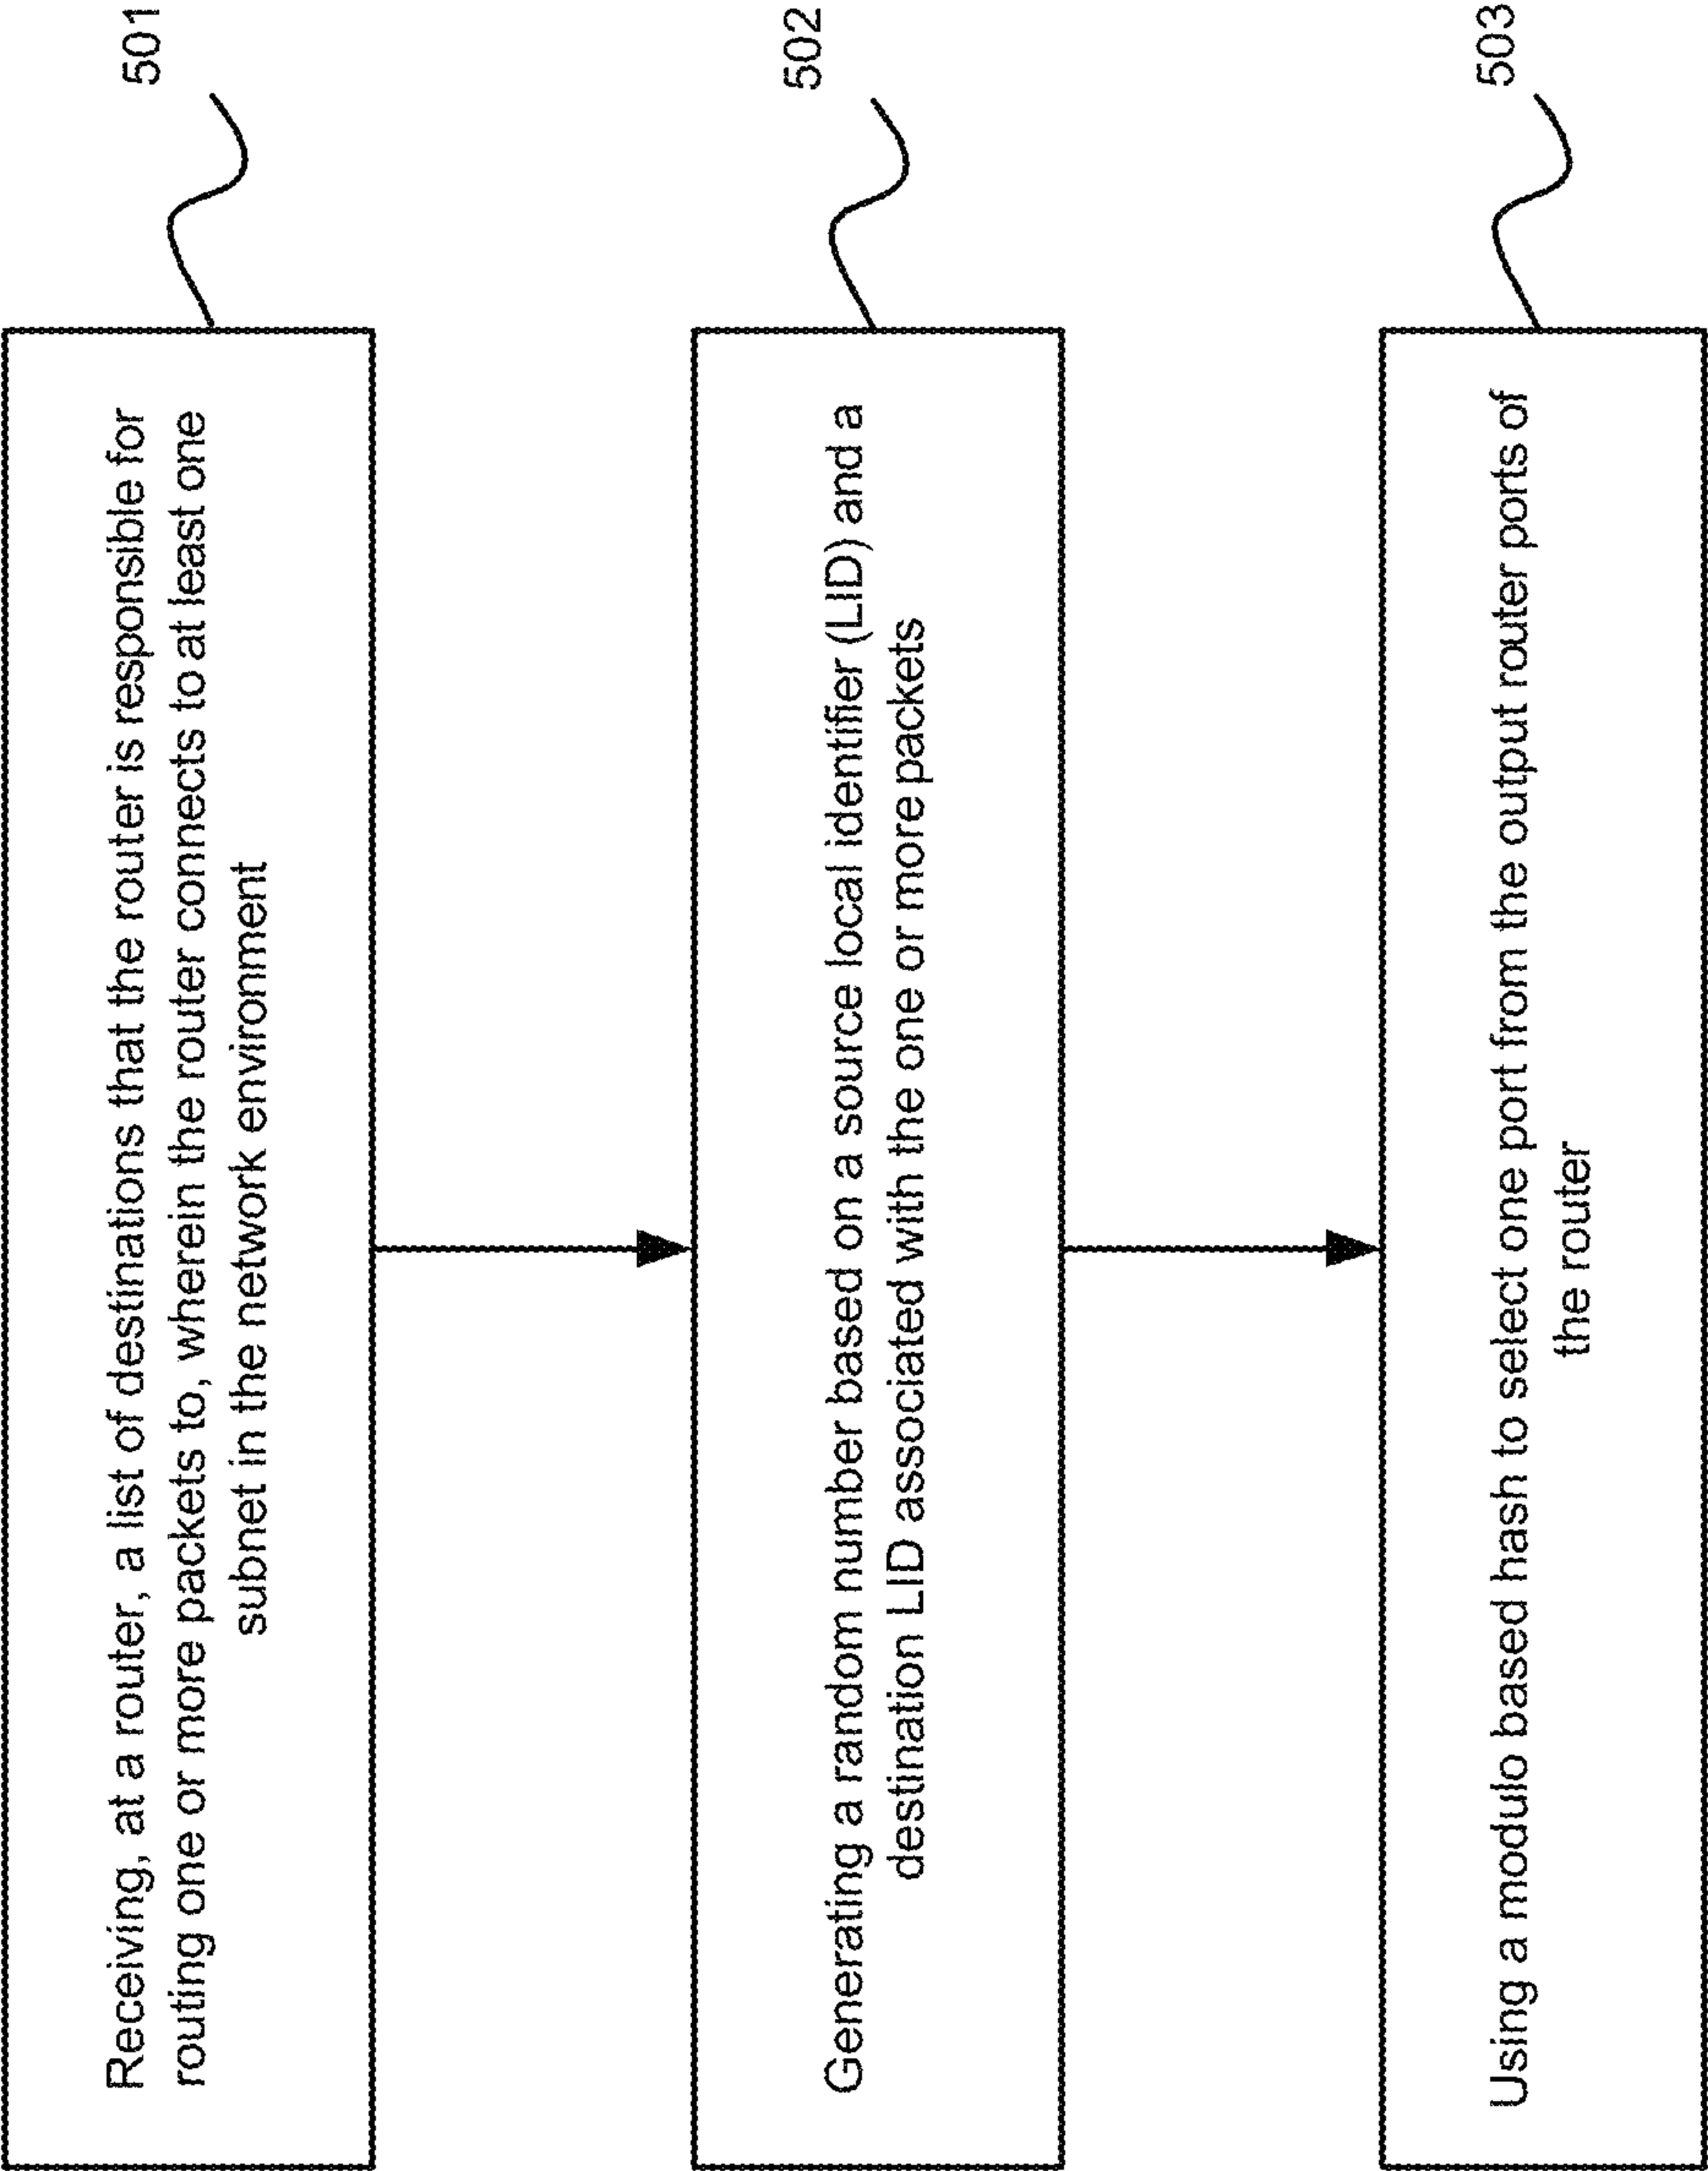 Receiving, at a router, a list of destinations that the router is responsible for
routing one or more packets to, wherein the router connects to at least one
subnet in the network environment
501
Generating a random number based on a source local identifier (LID) and a
destination LID associated with the one or more packets
502
Using a modulo based hash to select one port from the output router ports of
the router
503